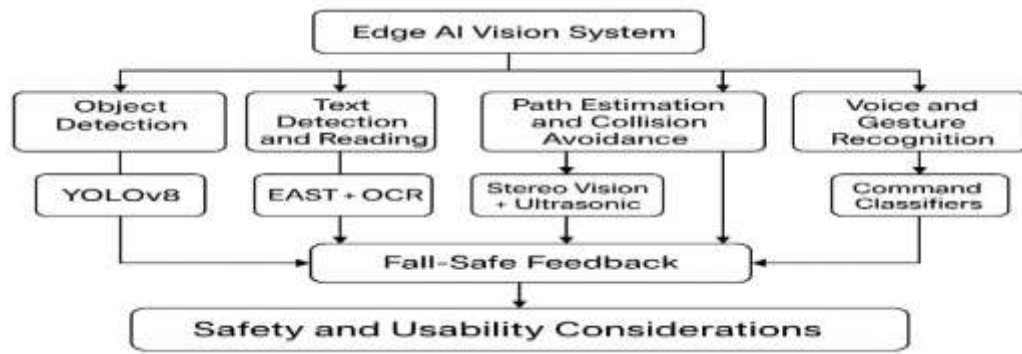 Edge AI Vision System
Object
Detection
Text
Detection
and Reading
Path Estimation
and Collision
Avoidance
Voice and
Gesture
Recognition
YOLOv8
EAST + OCR
Stereo Vision
+ Ultrasonic
Command
Classifiers
Fall-Safe Feedback
Safety and Usability Considerations